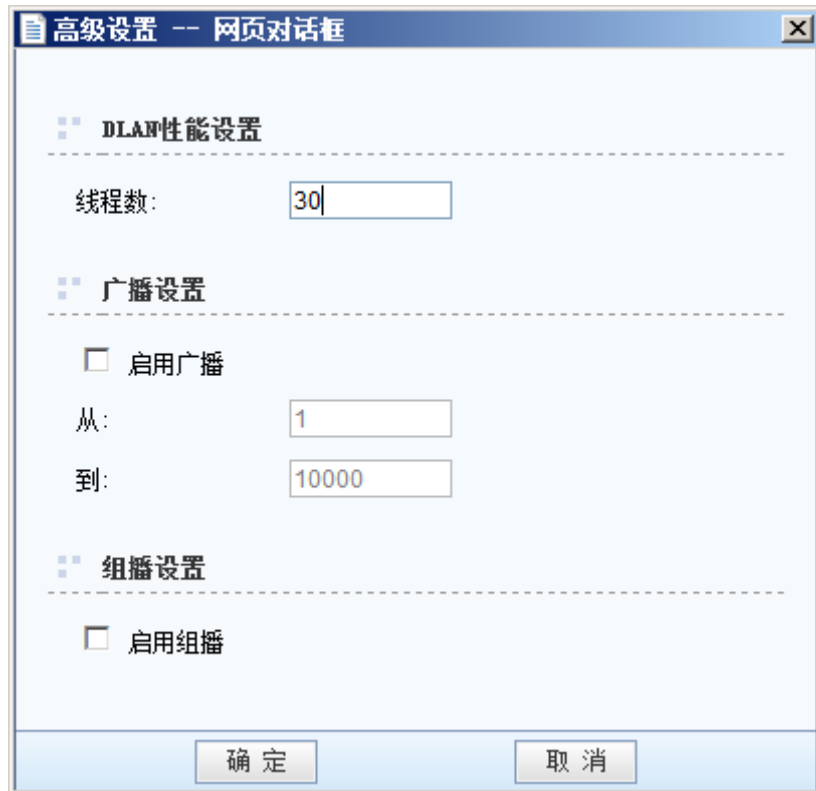 高级设置 -- 网页对话框
DLAN性能设置
线程数: 30
广播设置
启用广播
从: 1
到: 10000
组播设置
启用组播
确 定 取 消